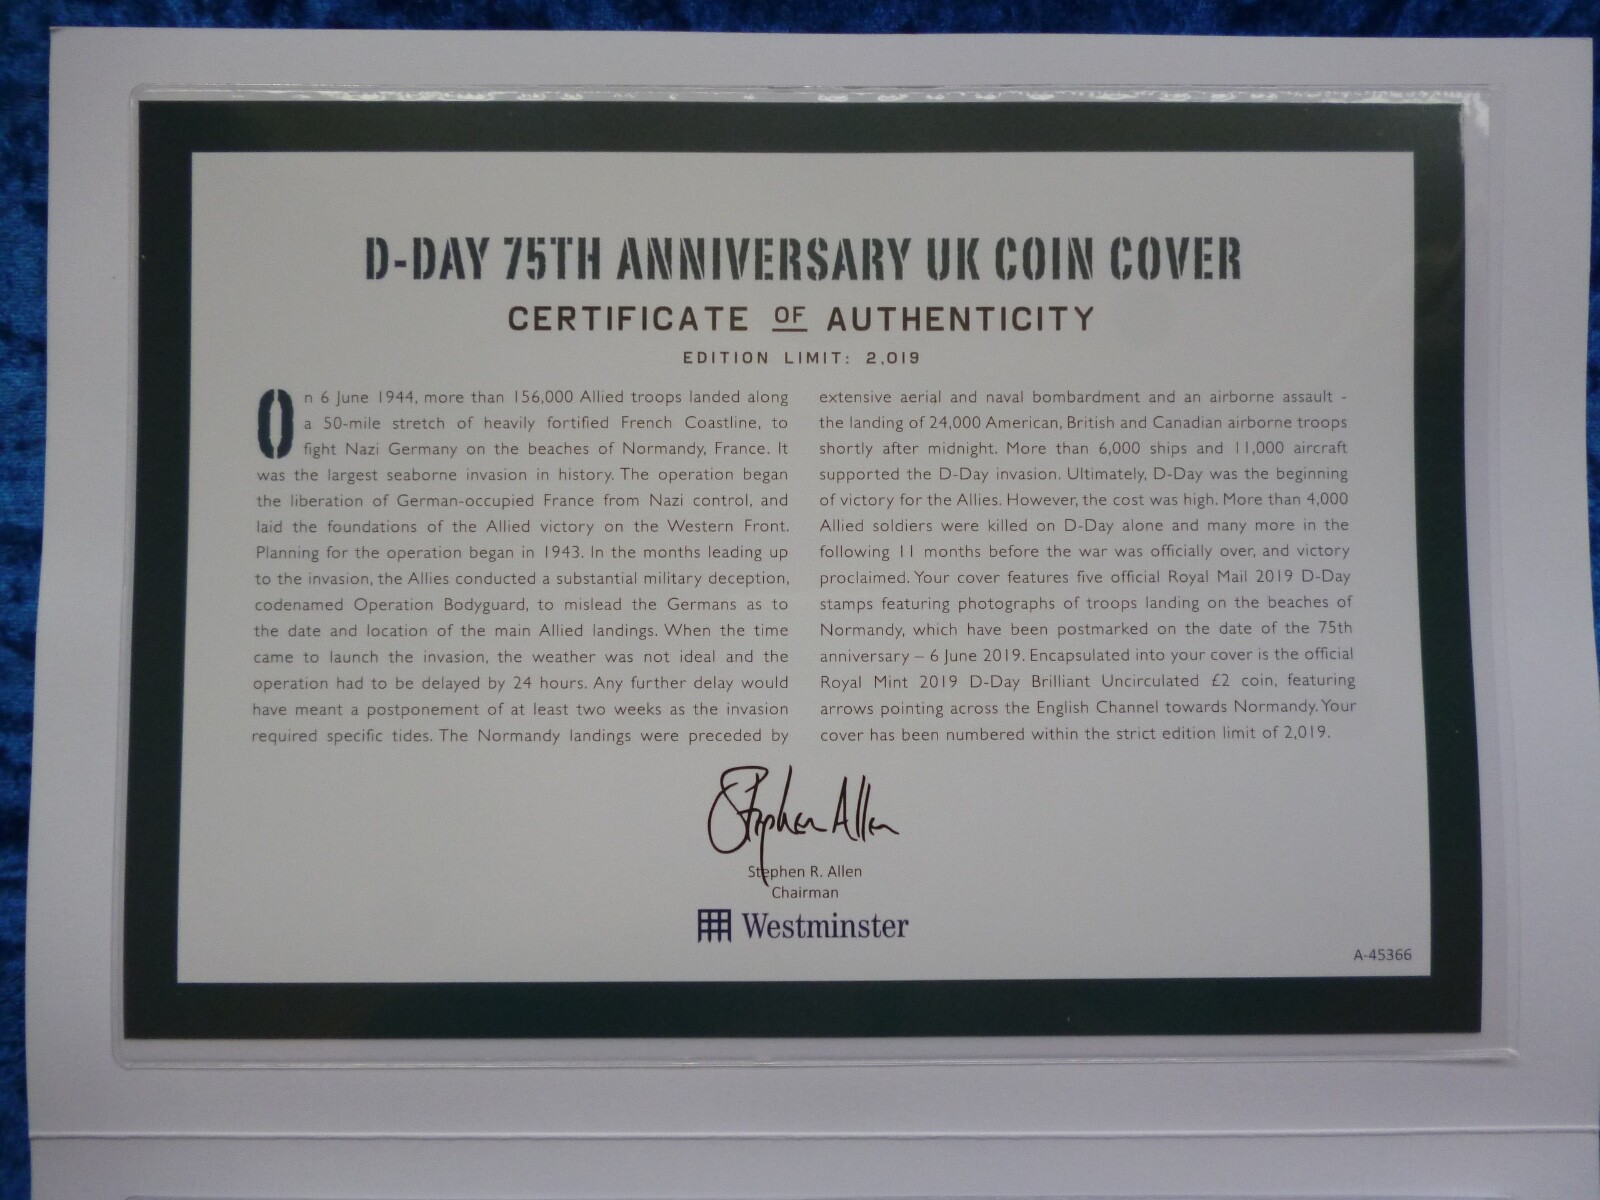 D-DAY 75TH ANNIVERSARY UK COIN COVER
CERTIFICATE OF AUTHENTICITY
EDITION LIMIT: 2,019
On 6 June 1944, more than 156,000 Allied troops landed along
a 50-mile stretch of heavily fortified French Coastline, to
fight Nazi Germany on the beaches of Normandy, France. It
was the largest seaborne invasion in history. The operation began
the liberation of German-occupied France from Nazi control, and
laid the foundations of the Allied victory on the Western Front.
Planning for the operation began in 1943. In the months leading up
to the invasion, the Allies conducted a substantial military deception,
codenamed Operation Bodyguard, to mislead the Germans as to
the date and location of the main Allied landings. When the time
came to launch the invasion, the weather was not ideal and the
operation had to be delayed by 24 hours. Any further delay would
have meant a postponement of at least two weeks as the invasion
required specific tides. The Normandy landings were preceded by
extensive aerial and naval bombardment and an airborne assault -
the landing of 24,000 American, British and Canadian airborne troops
shortly after midnight. More than 6,000 ships and 11,000 aircraft
supported the D-Day invasion. Ultimately, D-Day was the beginning
of victory for the Allies. However, the cost was high. More than 4,000
Allied soldiers were killed on D-Day alone and many more in the
following 11 months before the war was officially over, and victory
proclaimed. Your cover features five official Royal Mail 2019 D-Day
stamps featuring photographs of troops landing on the beaches of
Normandy, which have been postmarked on the date of the 75th
anniversary – 6 June 2019. Encapsulated into your cover is the official
Royal Mint 2019 D-Day Brilliant Uncirculated £2 coin, featuring
arrows pointing across the English Channel towards Normandy. Your
cover has been numbered within the strict edition limit of 2,019.
Stephen Allen
Stephen R. Allen
Chairman
Westminster
A-45366